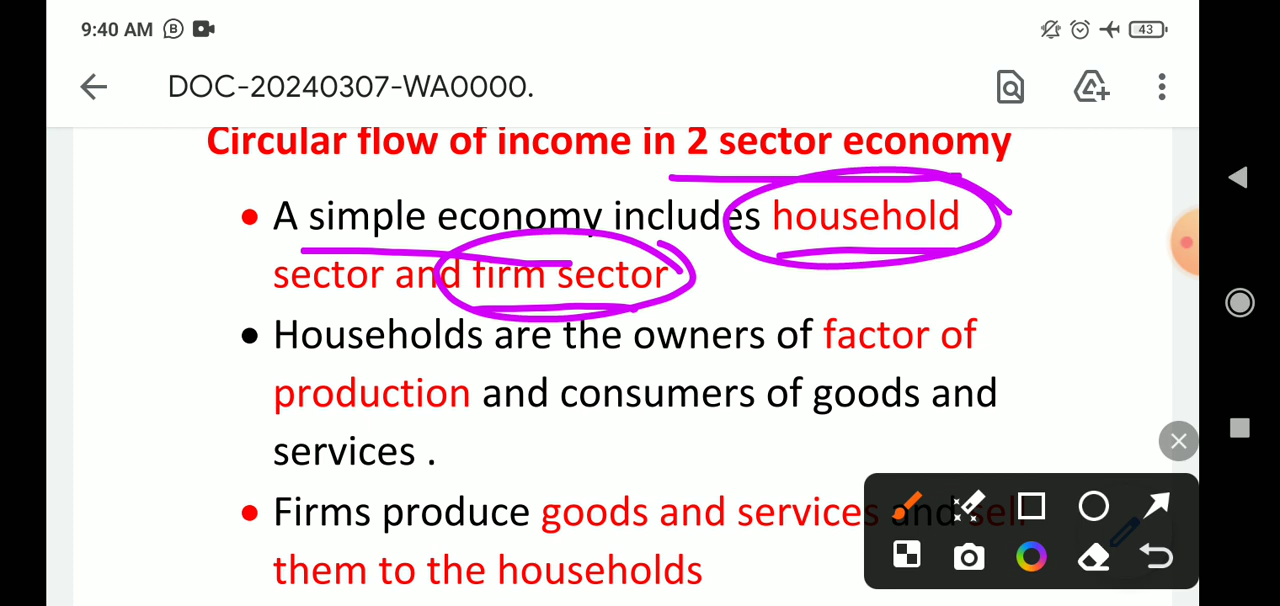 9:40 AM
43
DOC-20240307-WA0000.
Circular flow of income in 2 sector economy
• A simple economy includes household
sector and firm sector
• Households are the owners of factor of
production and consumers of goods and
services .
• Firms produce goods and services and sell
them to the households